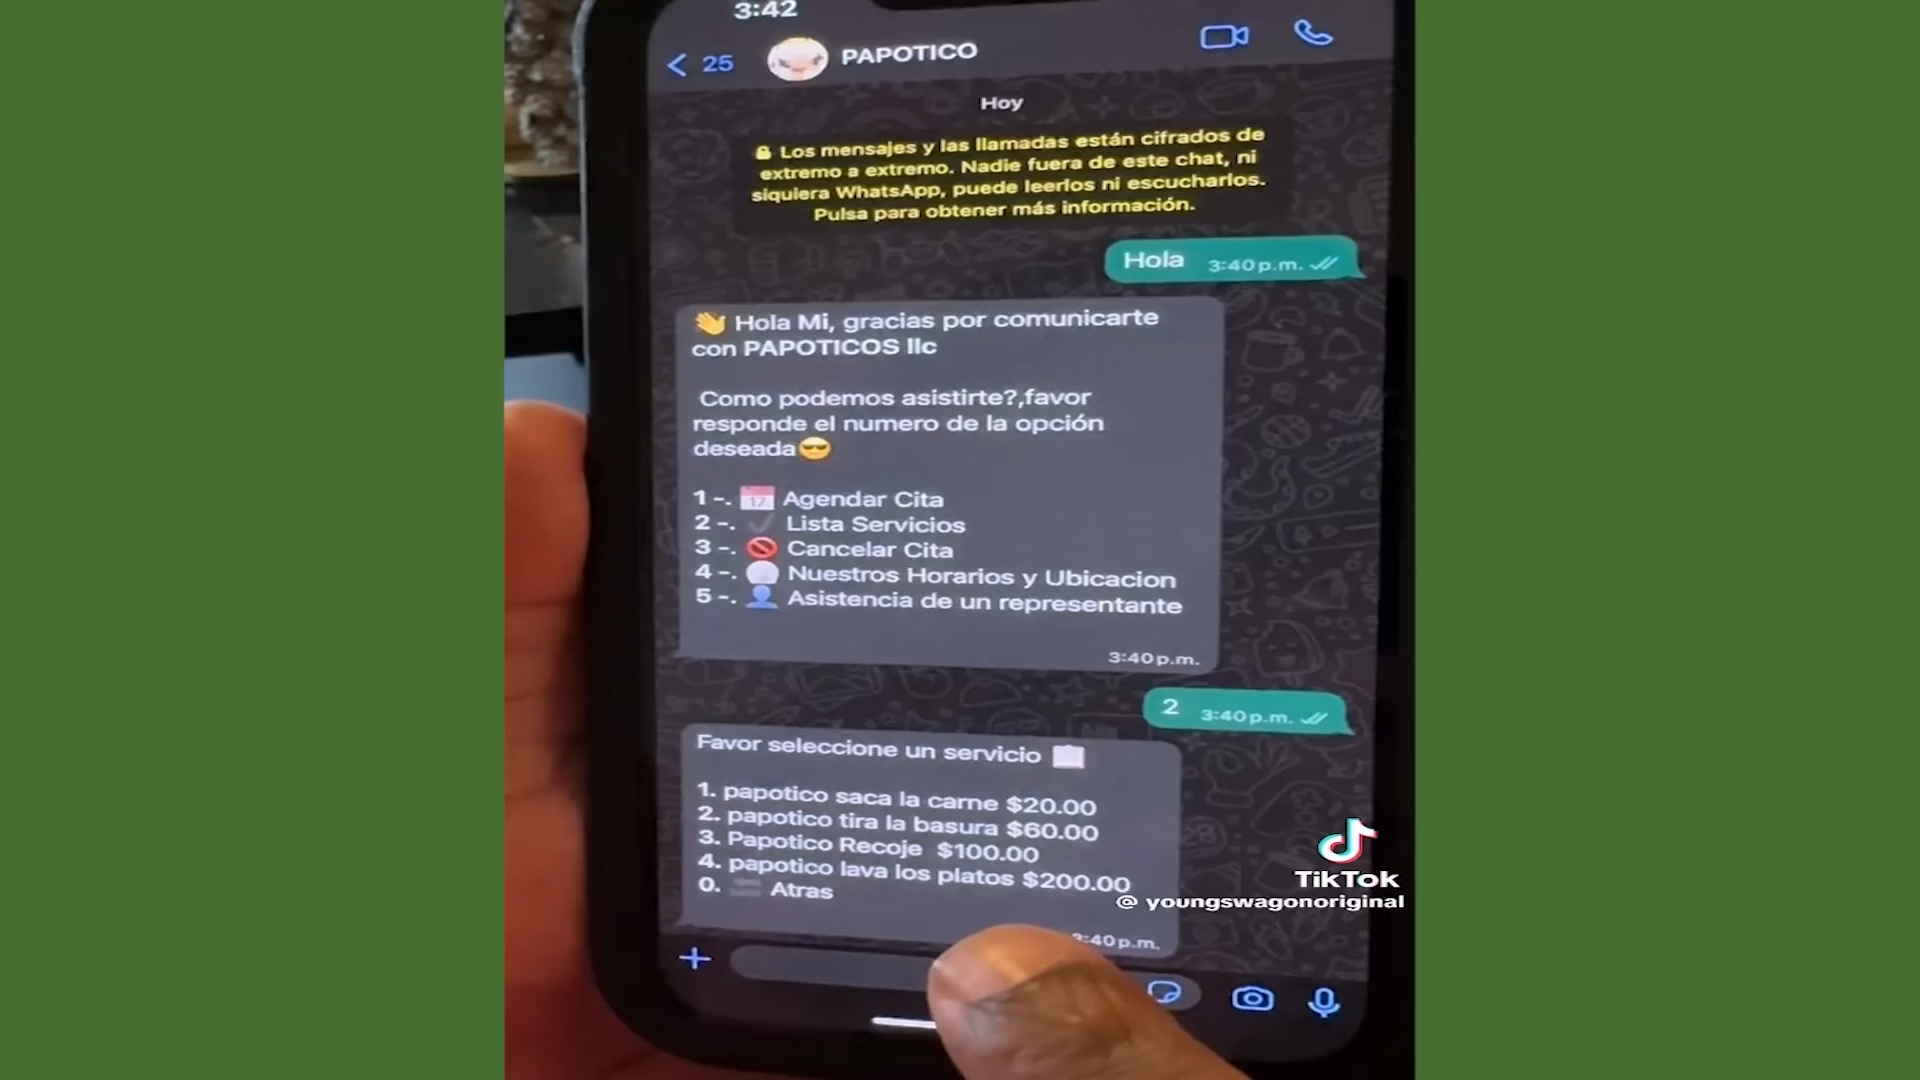 3:42
25
PAPOTICO
Hoy
Los mensajes y las llamadas están cifrados de
extremo a extremo. Nadie fuera de este chat, ni
siquiera WhatsApp, puede leerlos ni escucharlos.
Pulsa para obtener más información.
Hola 3:40 p.m.
👋 Hola Mi, gracias por comunicarte
con PAPOTICOS llc
Como podemos asistirte?,favor
responde el numero de la opción
deseada😎
1 -. 📅 Agendar Cita
2 -. ✔️ Lista Servicios
3 -. 🚫 Cancelar Cita
4 -. Nuestros Horarios y Ubicacion
5 -. 👤 Asistencia de un representante
3:40 p.m.
2 3:40 p.m.
Favor seleccione un servicio
1. papotico saca la carne $20.00
2. papotico tira la basura $60.00
3. Papotico Recoje $100.00
4. papotico lava los platos $200.00
0. Atras
3:40 p.m.
TikTok
@ youngswagonoriginal